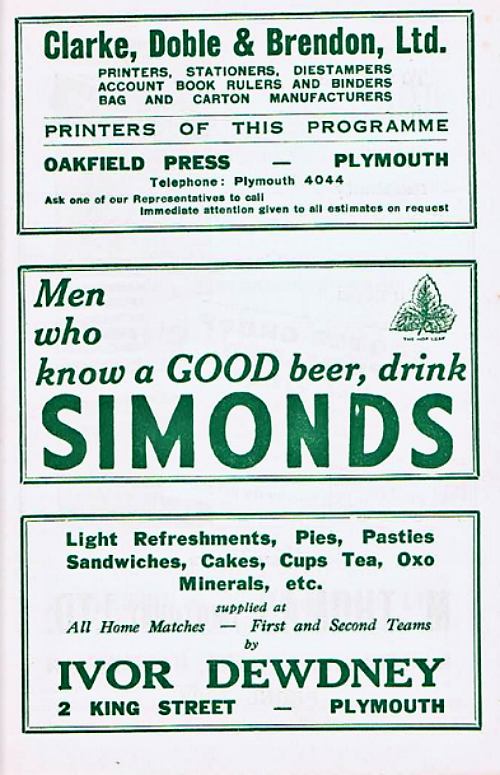 Clarke, Doble & Brendon, Ltd.
PRINTERS, STATIONERS, DIESTAMPERS
ACCOUNT BOOK RULERS AND BINDERS
BAG AND CARTON MANUFACTURERS
PRINTERS OF THIS PROGRAMME
OAKFIELD PRESS — PLYMOUTH
Telephone: Plymouth 4044
Ask one of our Representatives to call
Immediate attention given to all estimates on request
Men
who
know a GOOD beer, drink
THE HOP LEAF
SIMONDS
Light Refreshments, Pies, Pasties
Sandwiches, Cakes, Cups Tea, Oxo
Minerals, etc.
supplied at
All Home Matches — First and Second Teams
by
IVOR DEWDNEY
2 KING STREET — PLYMOUTH